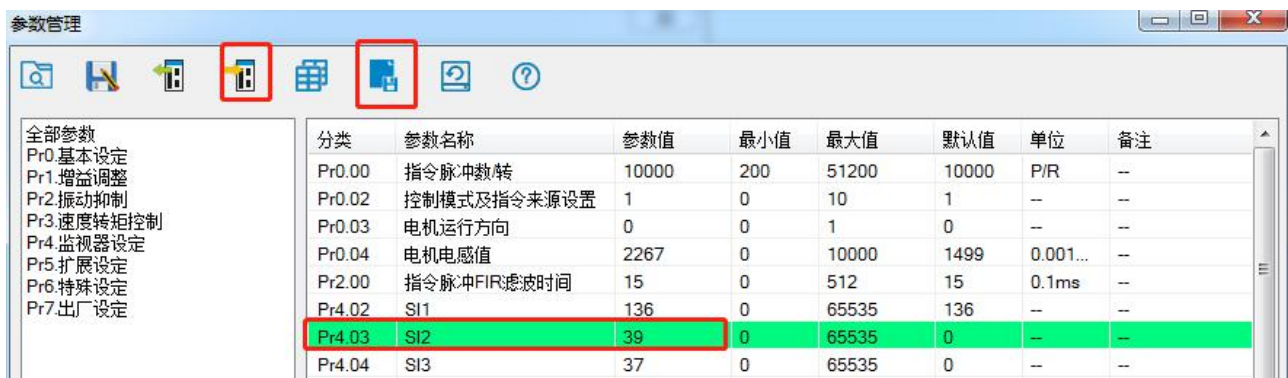 参数管理
全部参数
Pr0.基本设定
Pr1.增益调整
Pr2.振动抑制
Pr3.速度转矩控制
Pr4.监视器设定
Pr5.扩展设定
Pr6.特殊设定
Pr7.出厂设定
分类 参数名称 参数值 最小值 最大值 默认值 单位 备注
Pr0.00 指令脉冲数/转 10000 200 51200 10000 P/R --
Pr0.02 控制模式及指令来源设置 1 0 10 1 -- --
Pr0.03 电机运行方向 0 0 1 0 -- --
Pr0.04 电机电感值 2267 0 10000 1499 0.001... --
Pr2.00 指令脉冲FIR滤波时间 15 0 512 15 0.1ms --
Pr4.02 SI1 136 0 65535 136 -- --
Pr4.03 SI2 39 0 65535 0 -- --
Pr4.04 SI3 37 0 65535 0 -- --